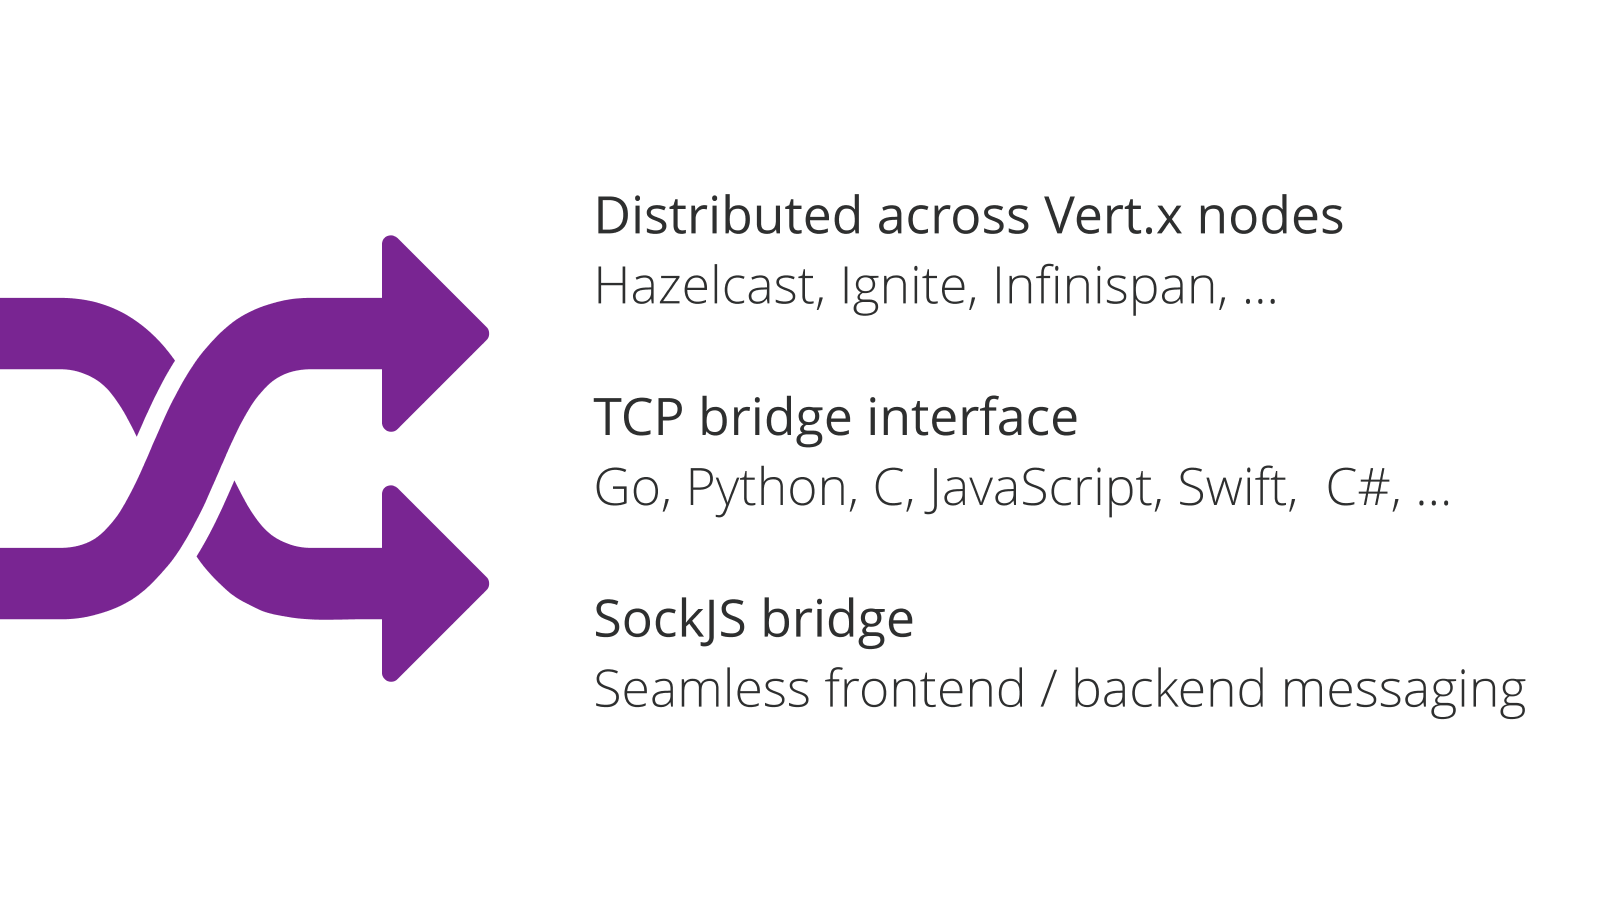 Distributed across Vert.x nodes
Hazelcast, Ignite, Infinispan, ...
TCP bridge interface
Go, Python, C, JavaScript, Swift,  C#, ...
SockJS bridge
Seamless frontend / backend messaging